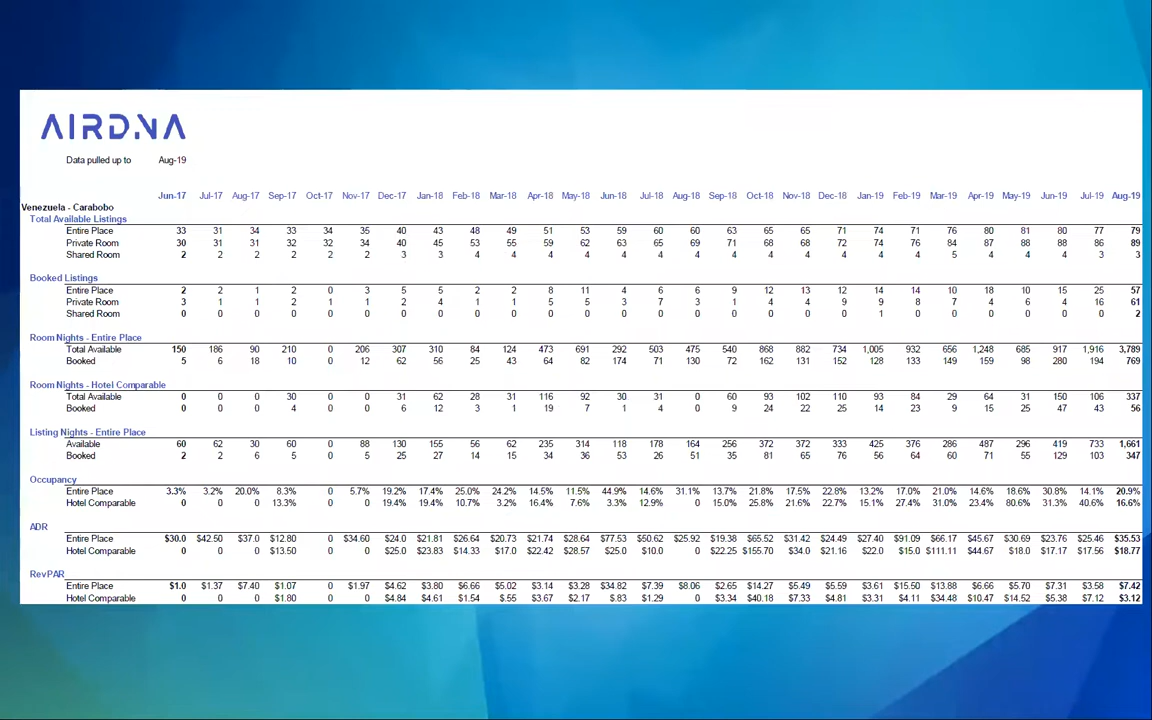 AIRDNA
Data pulled up to Aug-19
Jun-17 Jul-17 Aug-17 Sep-17 Oct-17 Nov-17 Dec-17 Jan-18 Feb-18 Mar-18 Apr-18 May-18 Jun-18 Jul-18 Aug-18 Sep-18 Oct-18 Nov-18 Dec-18 Jan-19 Feb-19 Mar-19 Apr-19 May-19 Jun-19 Jul-19 Aug-19
Venezuela - Carabobo
Total Available Listings
Entire Place 33 31 34 33 34 35 40 43 48 49 51 53 59 60 60 63 65 65 71 74 71 76 80 81 80 77 79
Private Room 30 31 31 32 32 34 40 45 53 55 59 62 63 65 69 71 68 68 72 74 76 84 87 88 88 86 89
Shared Room 2 2 2 2 2 2 3 3 4 4 4 4 4 4 4 4 4 4 4 4 4 5 4 4 4 3 3
Booked Listings
Entire Place 2 2 1 2 0 3 5 5 2 2 8 11 4 6 6 9 12 13 12 14 14 10 18 10 15 25 57
Private Room 3 1 1 2 1 1 2 4 1 1 5 5 3 7 3 1 4 4 9 9 8 7 4 6 4 16 61
Shared Room 0 0 0 0 0 0 0 0 0 0 0 0 0 0 0 0 0 0 0 1 0 0 0 0 0 0 2
Room Nights - Entire Place
Total Available 150 186 90 210 0 206 307 310 84 124 473 691 292 503 475 540 868 882 734 1,005 932 656 1,248 685 917 1,916 3,789
Booked 5 6 18 10 0 12 62 56 25 43 64 82 174 71 130 72 162 131 152 128 133 149 159 98 280 194 769
Room Nights - Hotel Comparable
Total Available 0 0 0 30 0 0 31 62 28 31 116 92 30 31 0 60 93 102 110 93 84 29 64 31 150 106 337
Booked 0 0 0 4 0 0 6 12 3 1 19 7 1 4 0 9 24 22 25 14 23 9 15 25 47 43 56
Listing Nights - Entire Place
Available 60 62 30 60 0 88 130 155 56 62 235 314 118 178 164 256 372 372 333 425 376 286 487 296 419 733 1,661
Booked 2 2 6 5 0 5 25 27 14 15 34 36 53 26 51 35 81 65 76 56 64 60 71 55 129 103 347
Occupancy
Entire Place 3.3% 3.2% 20.0% 8.3% 0 5.7% 19.2% 17.4% 25.0% 24.2% 14.5% 11.5% 44.9% 14.6% 31.1% 13.7% 21.8% 17.5% 22.8% 13.2% 17.0% 21.0% 14.6% 18.6% 30.8% 14.1% 20.9%
Hotel Comparable 0 0 0 13.3% 0 0 19.4% 19.4% 10.7% 3.2% 16.4% 7.6% 3.3% 12.9% 0 15.0% 25.8% 21.6% 22.7% 15.1% 27.4% 31.0% 23.4% 80.6% 31.3% 40.6% 16.6%
ADR
Entire Place $30.0 $42.50 $37.0 $12.80 0 $34.60 $24.0 $21.81 $26.64 $20.73 $21.74 $28.64 $77.53 $50.62 $25.92 $19.38 $65.52 $31.42 $24.49 $27.40 $91.09 $66.17 $45.67 $30.69 $23.76 $25.46 $35.53
Hotel Comparable 0 0 0 $13.50 0 0 $25.0 $23.83 $14.33 $17.0 $22.42 $28.57 $25.0 $10.0 0 $22.25 $155.70 $34.0 $21.16 $22.0 $15.0 $111.11 $44.67 $18.0 $17.17 $17.56 $18.77
RevPAR
Entire Place $1.0 $1.37 $7.40 $1.07 0 $1.97 $4.62 $3.80 $6.66 $5.02 $3.14 $3.28 $34.82 $7.39 $8.06 $2.65 $14.27 $5.49 $5.59 $3.61 $15.50 $13.88 $6.66 $5.70 $7.31 $3.58 $7.42
Hotel Comparable 0 0 0 $1.80 0 0 $4.84 $4.61 $1.54 $.55 $3.67 $2.17 $.83 $1.29 0 $3.34 $40.18 $7.33 $4.81 $3.31 $4.11 $34.48 $10.47 $14.52 $5.38 $7.12 $3.12